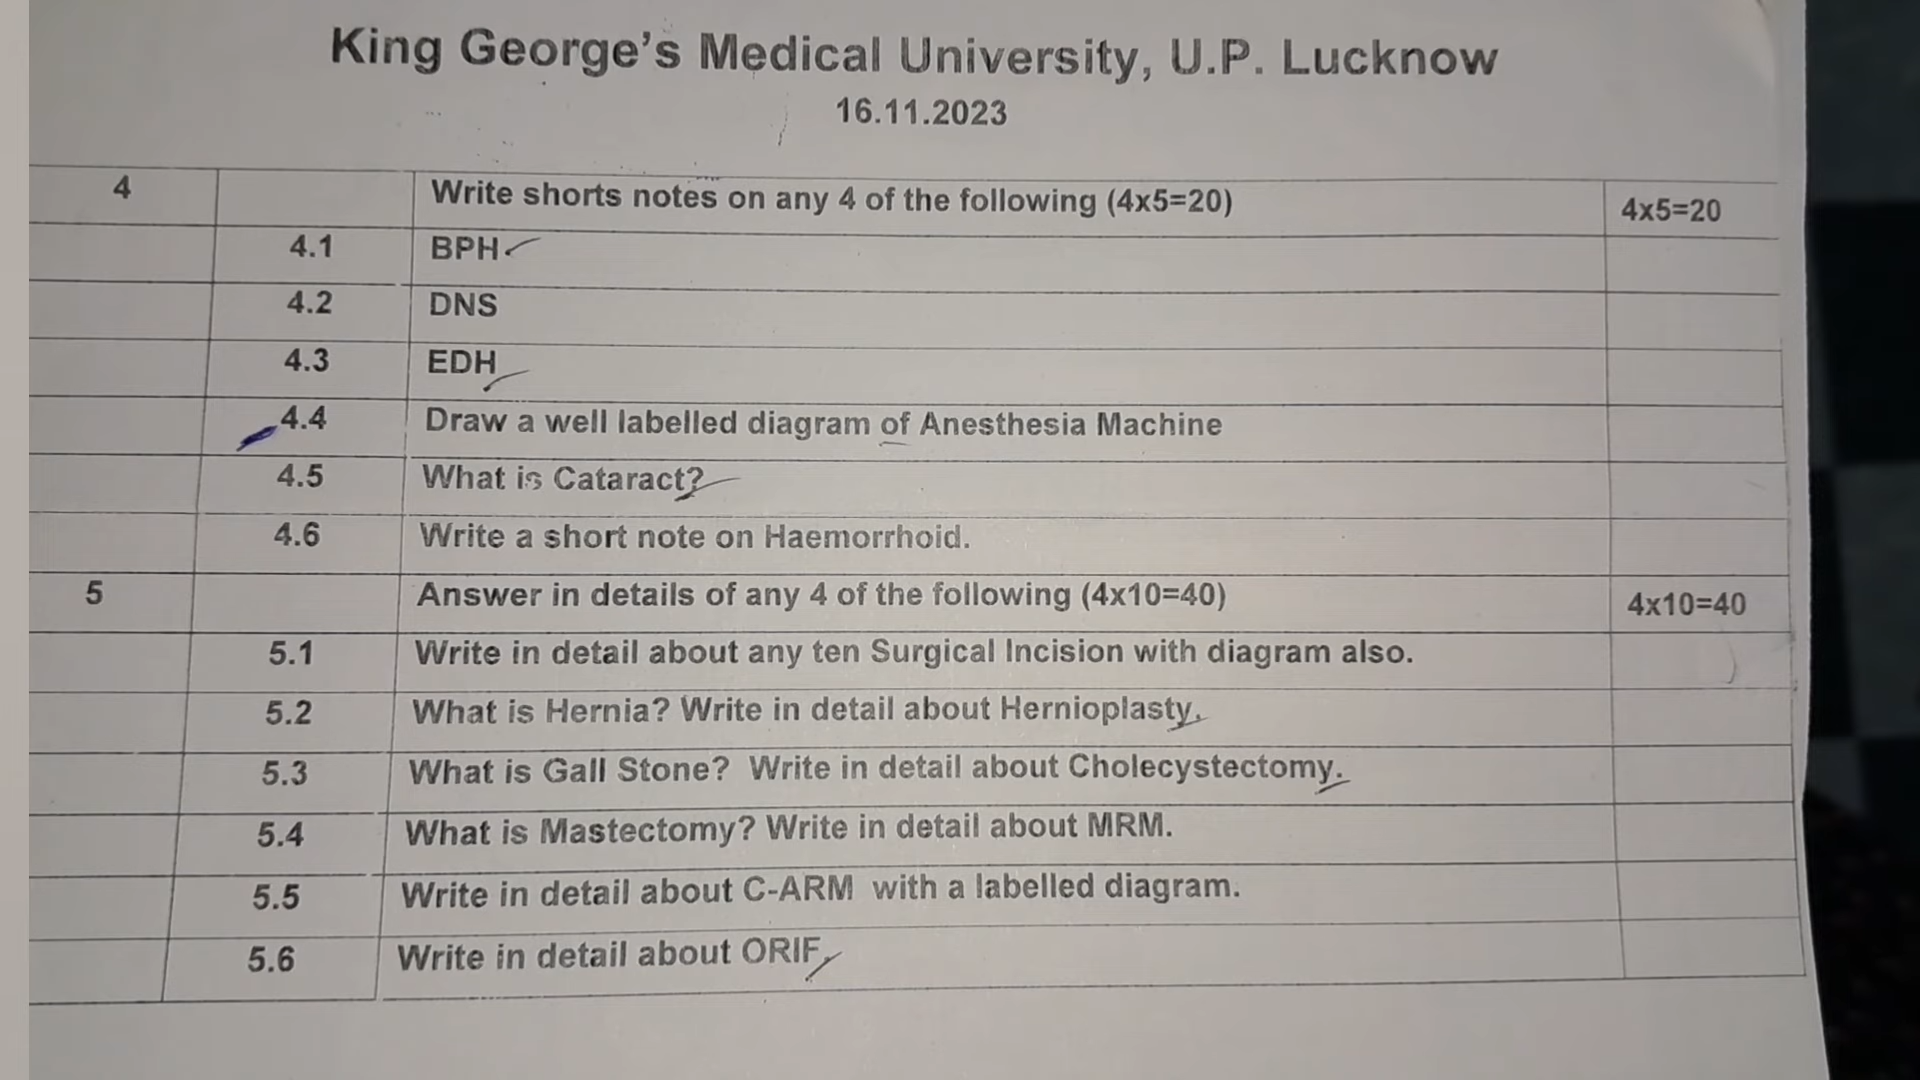 King George's Medical University, U.P. Lucknow
16.11.2023
4 Write shorts notes on any 4 of the following (4x5=20) 4x5=20
4.1 BPH
4.2 DNS
4.3 EDH
4.4 Draw a well labelled diagram of Anesthesia Machine
4.5 What is Cataract?
4.6 Write a short note on Haemorrhoid.
5 Answer in details of any 4 of the following (4x10=40) 4x10=40
5.1 Write in detail about any ten Surgical Incision with diagram also.
5.2 What is Hernia? Write in detail about Hernioplasty.
5.3 What is Gall Stone? Write in detail about Cholecystectomy.
5.4 What is Mastectomy? Write in detail about MRM.
5.5 Write in detail about C-ARM with a labelled diagram.
5.6 Write in detail about ORIF